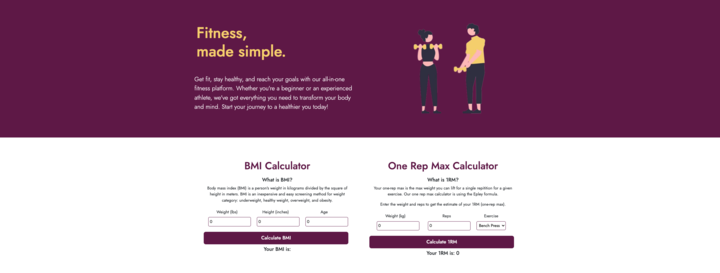 Fitness,
made simple.
Get fit, stay healthy, and reach your goals with our all-in-one
fitness platform. Whether you're a beginner or an experienced
athlete, we've got everything you need to transform your body
and mind. Start your journey to a healthier you today!
BMI Calculator
What is BMI?
Body mass index (BMI) is a person's weight in kilograms divided by the square of
height in meters. BMI is an inexpensive and easy screening method for weight
category: underweight, healthy weight, overweight, and obesity.
Weight (lbs) Height (inches) Age
0 0 0
Calculate BMI
Your BMI is:
One Rep Max Calculator
What is 1RM?
Your one-rep max is the max weight you can lift for a single repetition for a given
exercise. Our one rep max calculator is using the Epley formula.
Enter the weight and reps to get the estimate of your 1RM (one-rep max).
Weight (kg) Reps Exercise
0 0 Bench Press
Calculate 1RM
Your 1RM is: 0